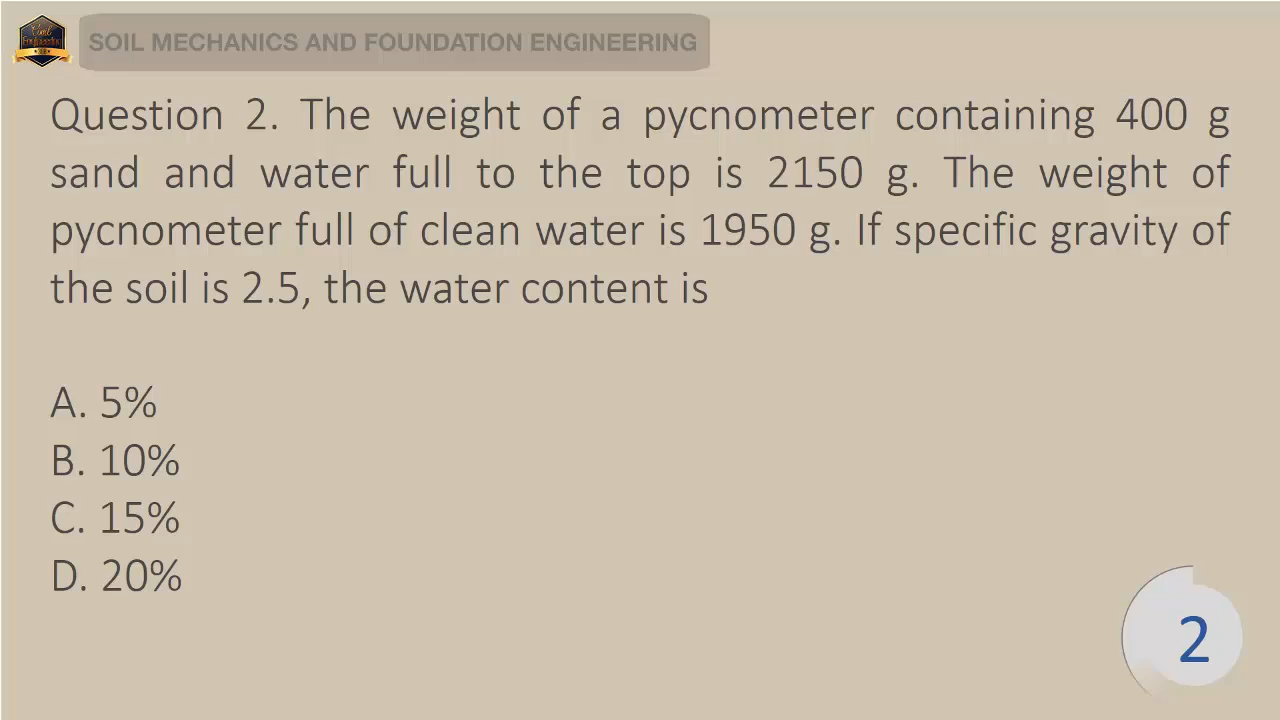 SOIL MECHANICS AND FOUNDATION ENGINEERING
Question 2. The weight of a pycnometer containing 400 g
sand and water full to the top is 2150 g. The weight of
pycnometer full of clean water is 1950 g. If specific gravity of
the soil is 2.5, the water content is
A. 5%
B. 10%
C. 15%
D. 20%
2